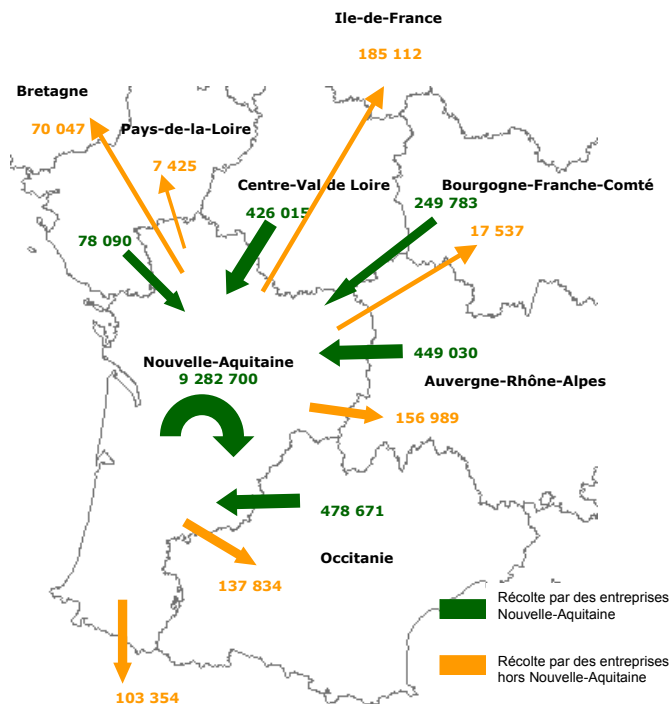 Ile-de-France
185 112
Bretagne
70 047
Pays-de-la-Loire
7 425
Centre-Val de Loire
426 015
Bourgogne-Franche-Comté
249 783
17 537
78 090
Nouvelle-Aquitaine
9 282 700
449 030
Auvergne-Rhône-Alpes
156 989
478 671
Occitanie
137 834
103 354
Récolte par des entreprises
Nouvelle-Aquitaine
Récolte par des entreprises
hors Nouvelle-Aquitaine